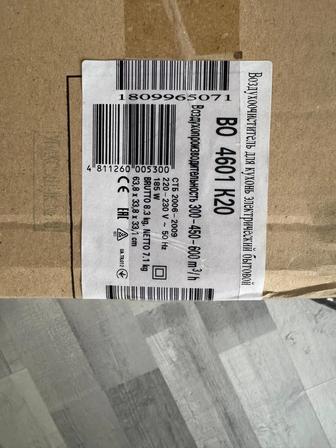 Воздухоочиститель для кухонь электрический бытовой
ВО 4601 К20
Воздухопроизводительность 300-450-600 m³/h
1809965071
4 811260 005300
СТБ 2006-2009
220-230 V ~ 50 Hz
185 W
BRUTTO 8.3 kg, NETTO 7.1 kg
63,8 x 33,8 x 33,1 cm
CE EAC